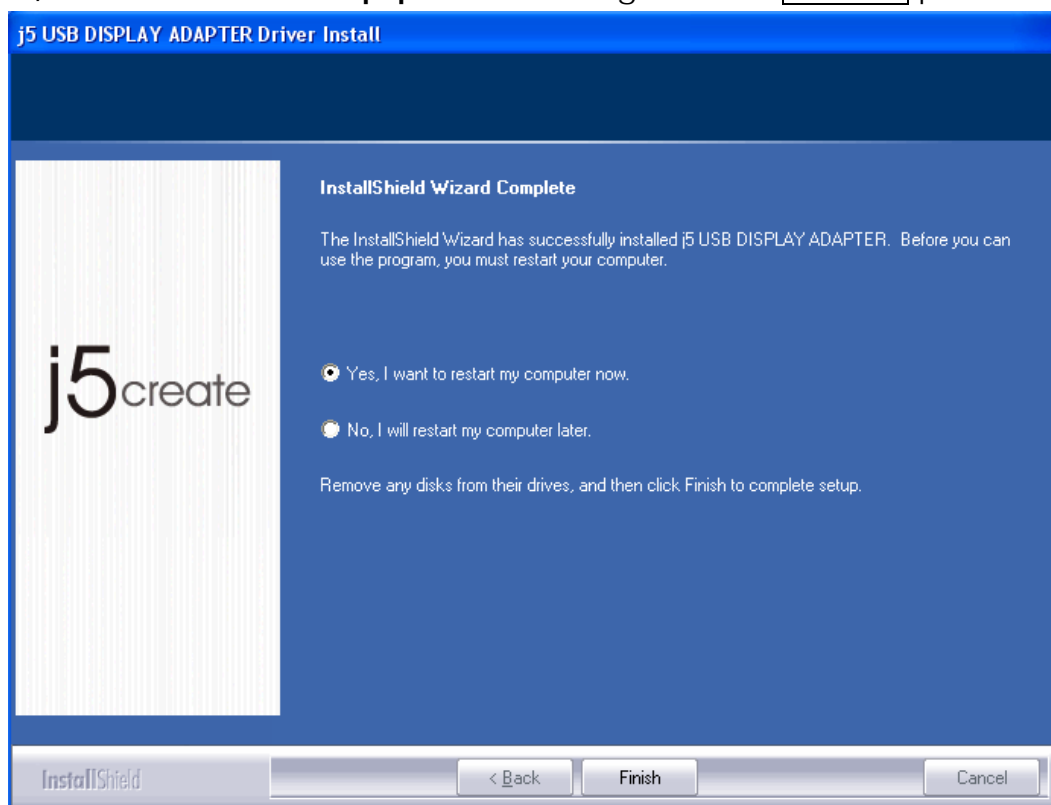 j5 USB DISPLAY ADAPTER Driver Install
InstallShield Wizard Complete
The InstallShield Wizard has successfully installed j5 USB DISPLAY ADAPTER. Before you can
use the program, you must restart your computer.
j5create
Yes, I want to restart my computer now.
No, I will restart my computer later.
Remove any disks from their drives, and then click Finish to complete setup.
InstallShield
< Back
Finish
Cancel